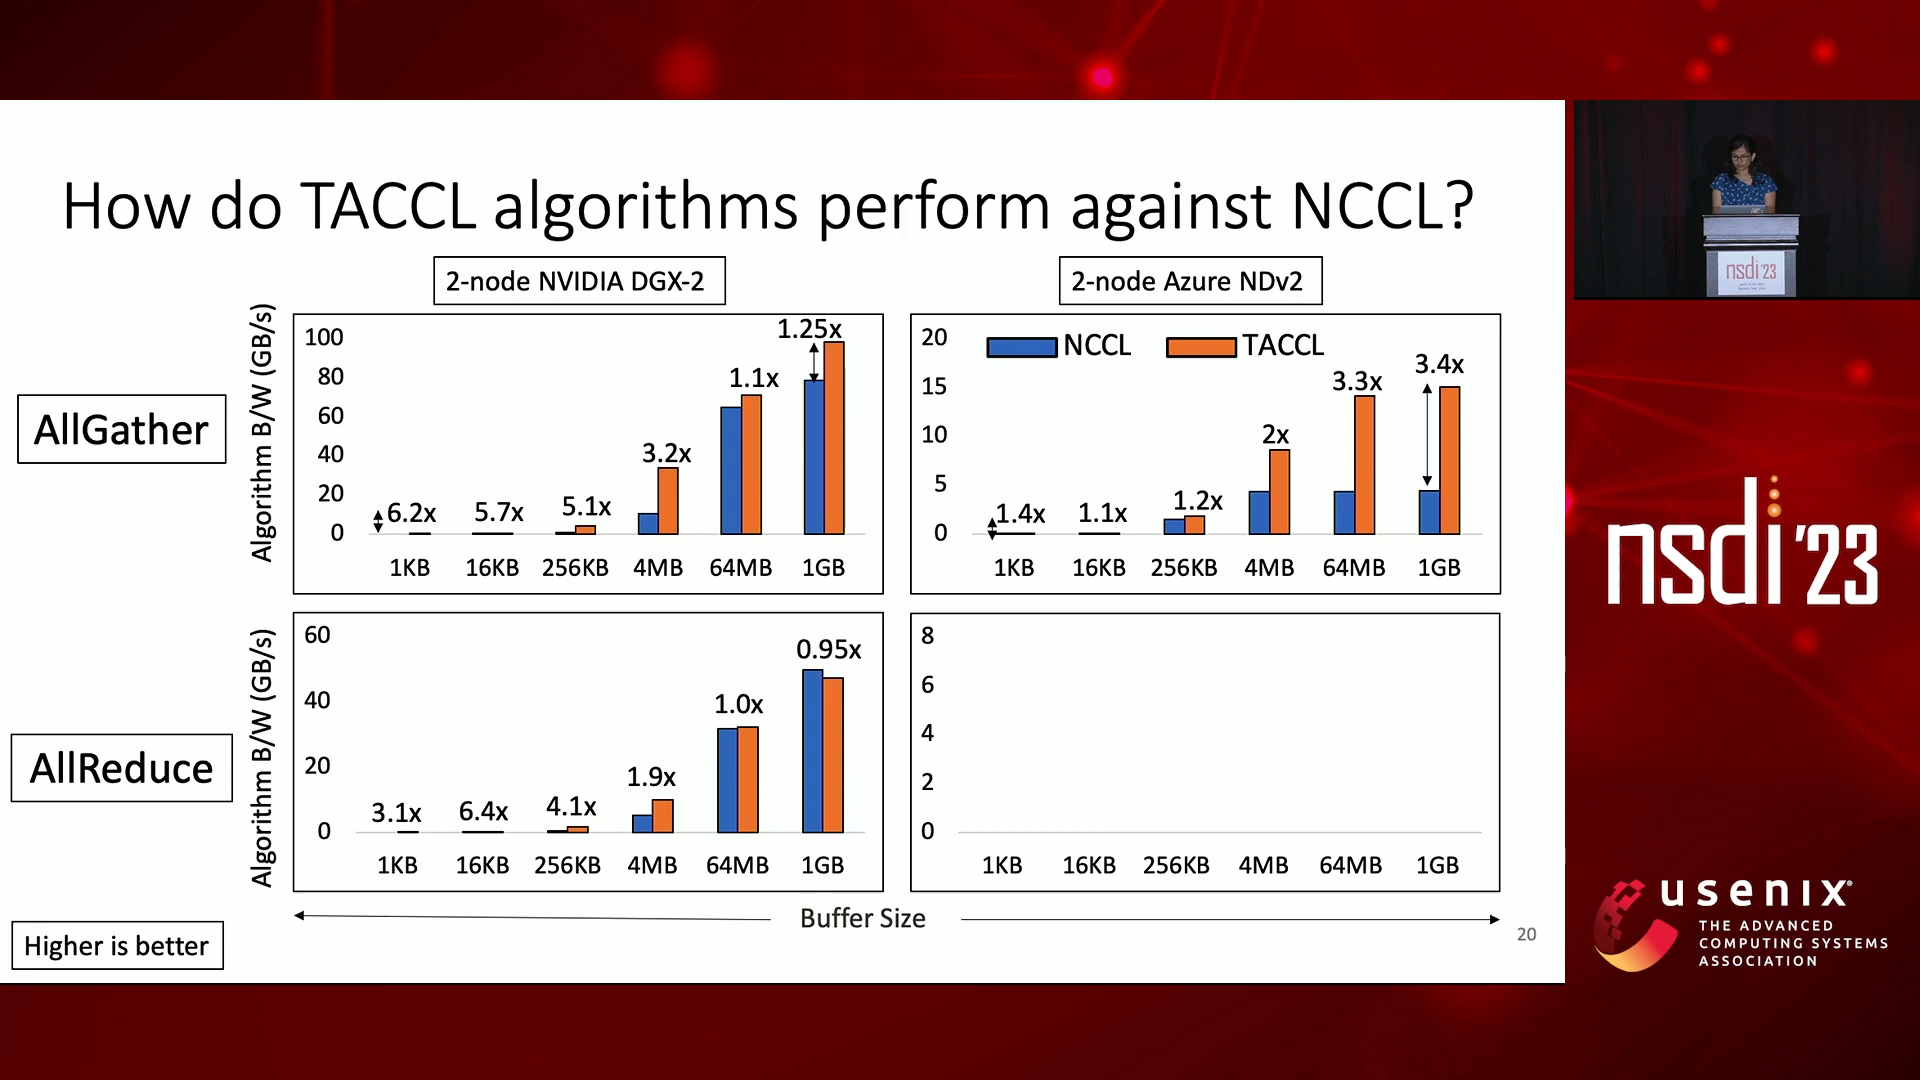 How do TACCL algorithms perform against NCCL?
2-node NVIDIA DGX-2
2-node Azure NDv2
AllGather
Algorithm B/W (GB/s)
100
80
60
40
20
0
6.2x
5.7x
5.1x
3.2x
1.1x
1.25x
1KB 16KB 256KB 4MB 64MB 1GB
20
15
10
5
0
NCCL TACCL
1.4x
1.1x
1.2x
2x
3.3x
3.4x
1KB 16KB 256KB 4MB 64MB 1GB
AllReduce
Algorithm B/W (GB/s)
60
40
20
0
3.1x
6.4x
4.1x
1.9x
1.0x
0.95x
1KB 16KB 256KB 4MB 64MB 1GB
8
6
4
2
0
1KB 16KB 256KB 4MB 64MB 1GB
Buffer Size
Higher is better
20
nsdi '23
nsdi '23
usenix®
THE ADVANCED
COMPUTING SYSTEMS
ASSOCIATION